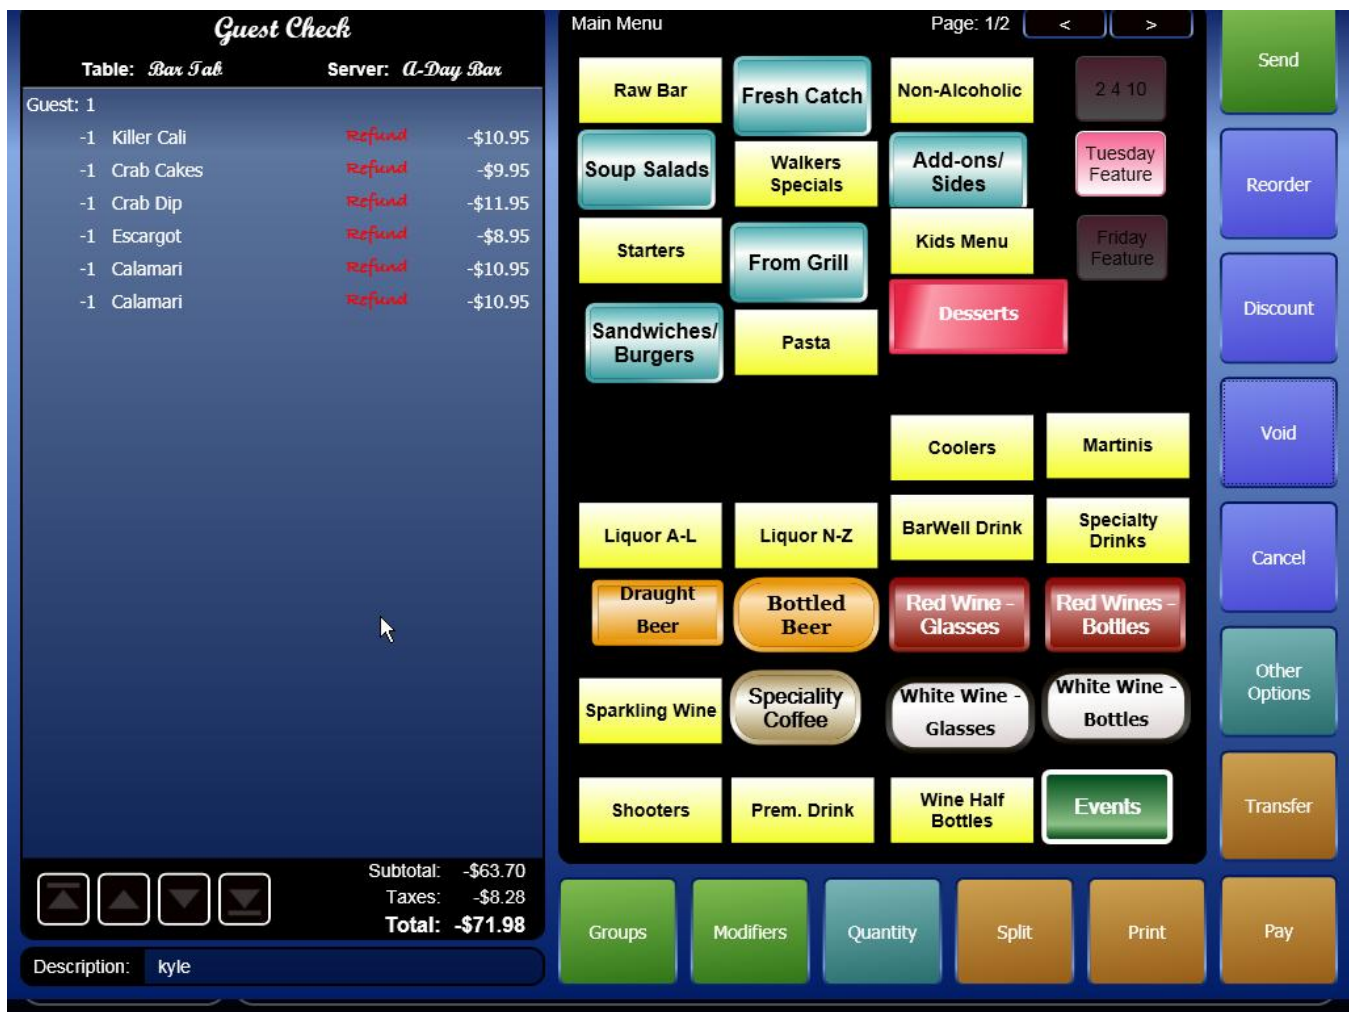 Guest Check
Table: Bar Tab Server: A-Day Bar
Guest: 1
-1 Killer Cali Refund -$10.95
-1 Crab Cakes Refund -$9.95
-1 Crab Dip Refund -$11.95
-1 Escargot Refund -$8.95
-1 Calamari Refund -$10.95
-1 Calamari Refund -$10.95
Subtotal: -$63.70
Taxes: -$8.28
Total: -$71.98
Description: kyle
Main Menu Page: 1/2 < >
Raw Bar
Fresh Catch
Non-Alcoholic
2 4 10
Soup Salads
Walkers
Specials
Add-ons/
Sides
Tuesday
Feature
Starters
From Grill
Kids Menu
Friday
Feature
Sandwiches/
Burgers
Pasta
Desserts
Coolers
Martinis
Liquor A-L
Liquor N-Z
BarWell Drink
Specialty
Drinks
Draught
Beer
Bottled
Beer
Red Wine -
Glasses
Red Wines -
Bottles
Sparkling Wine
Speciality
Coffee
White Wine -
Glasses
White Wine -
Bottles
Shooters
Prem. Drink
Wine Half
Bottles
Events
Groups
Modifiers
Quantity
Split
Print
Send
Reorder
Discount
Void
Cancel
Other
Options
Transfer
Pay